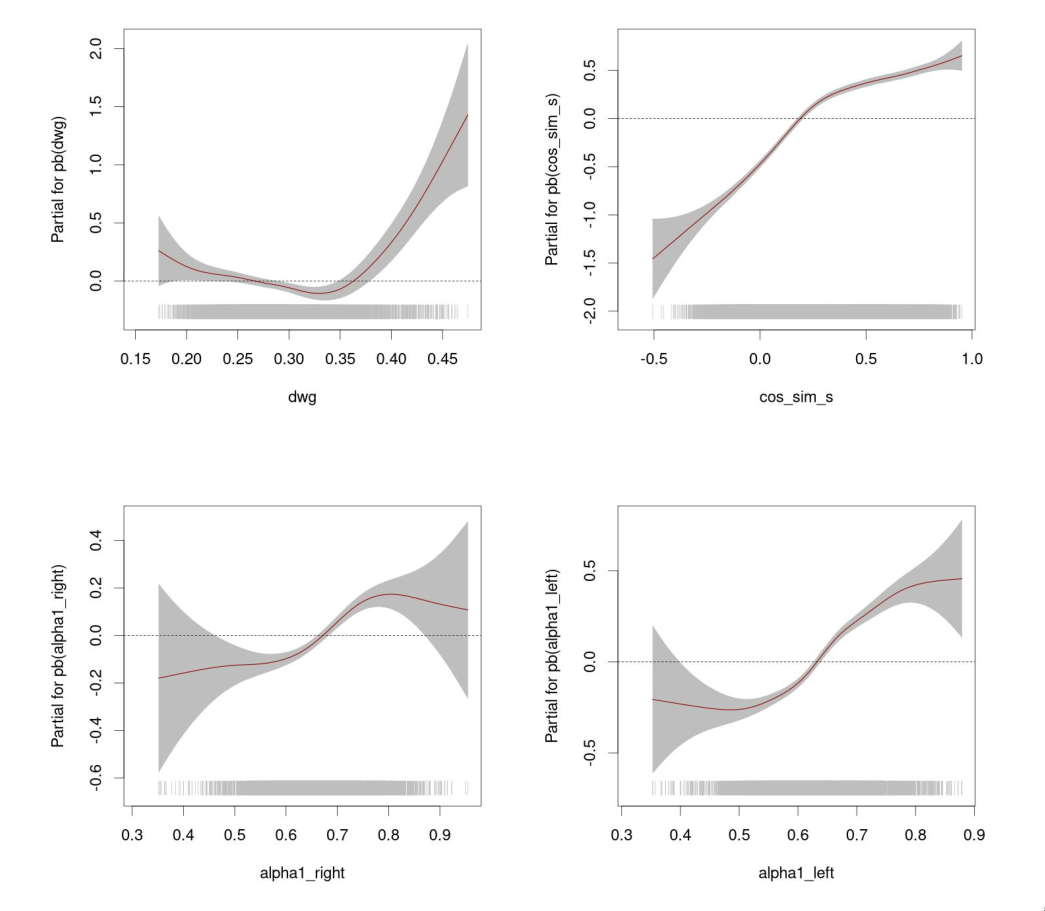 Partial for pb(dwg)
2.0
1.5
1.0
0.5
0.0
0.15 0.20 0.25 0.30 0.35 0.40 0.45
dwg
Partial for pb(cos_sim_s)
0.5
0.0
-0.5
-1.0
-1.5
-2.0
-0.5 0.0 0.5 1.0
cos_sim_s
Partial for pb(alpha1_right)
0.4
0.2
0.0
-0.2
-0.4
-0.6
0.3 0.4 0.5 0.6 0.7 0.8 0.9
alpha1_right
Partial for pb(alpha1_left)
0.5
0.0
-0.5
0.3 0.4 0.5 0.6 0.7 0.8 0.9
alpha1_left